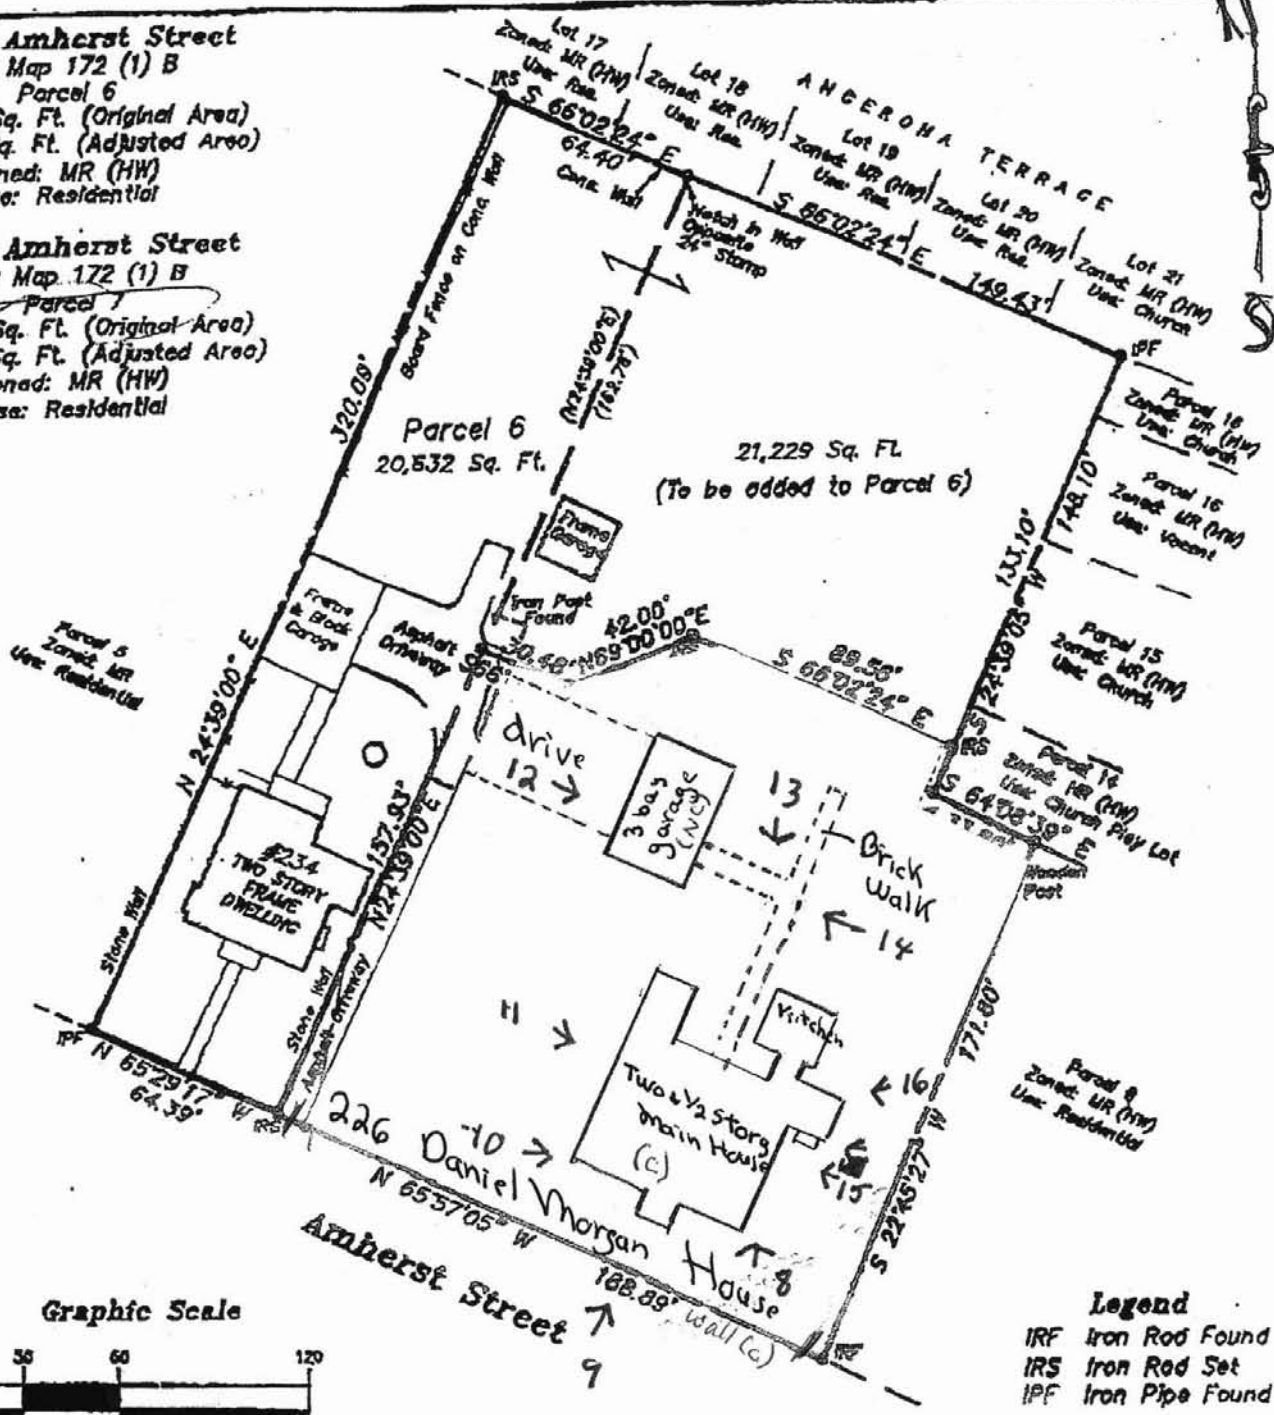 Amherst Street
Map 172 (1) B
Parcel 6
Sq. Ft. (Original Area)
Sq. Ft. (Adjusted Area)
MR (HW)
Residential
Amherst Street
Map 172 (1) B
Parcel 7
Sq. Ft. (Original Area)
Sq. Ft. (Adjusted Area)
MR (HW)
Residential
Lot 17
Zoned: MR (HW)
Use: Res.
Lot 18
Zoned: MR (HW)
Use: Res.
ANGERONA TERRACE
Lot 19
Zoned: MR (HW)
Use: Res.
Lot 20
Zoned: MR (HW)
Use: Res.
Lot 21
Zoned: MR (HW)
Use: Church
IRS
S 66°02'24" E
64.40'
Conc. Wall
Notch in Wall
Opposite
24" Stump
S 66°02'24" E
149.43'
IPF
Board Fence on Conc. Wall
320.09'
(N24°39'00"E)
(162.78')
Parcel 6
20,632 Sq. Ft.
21,229 Sq. Ft.
(To be added to Parcel 6)
Zoned: MR (HW)
Use: Church
Parcel 16
Zoned: MR (HW)
Use: Vacant
148.10'
133.10'
Parcel 15
Zoned: MR (HW)
Use: Church
S 24°39'05" W
Frame
Garage
Iron Post
Found
Frame
& Block
Garage
Asphalt
Driveway
30.48'
42.00'
N69°00'00"E
IRS
89.56'
S 66°02'24" E
IRS
Parcel 14
Zoned: MR (HW)
Use: Church Play Lot
S 64°08'39" E
Wooden
Post
Parcel 5
Zoned: MR
Use: Residential
N 24°39'00" E
drive
12
3 bay
garage
(NC)
13
Brick
Walk
14
#234
TWO STORY
FRAME
DWELLING
157.93'
N24°39'00"E
Stone Wall
Stone Wall
Asphalt Driveway
11
Kitchen
16
171.80'
Parcel 8
Zoned: MR (HW)
Use: Residential
Two & 1/2 Story
Main House
(c)
15
S 22°45'27" W
IPF
N 65°29'17" W
64.39'
IRS
226
10
Daniel Morgan House
N 65°57'05" W
188.89'
8
wall (c)
IRF
Amherst Street
9
Graphic Scale
30
60
120
Legend
IRF Iron Rod Found
IRS Iron Rod Set
IPF Iron Pipe Found